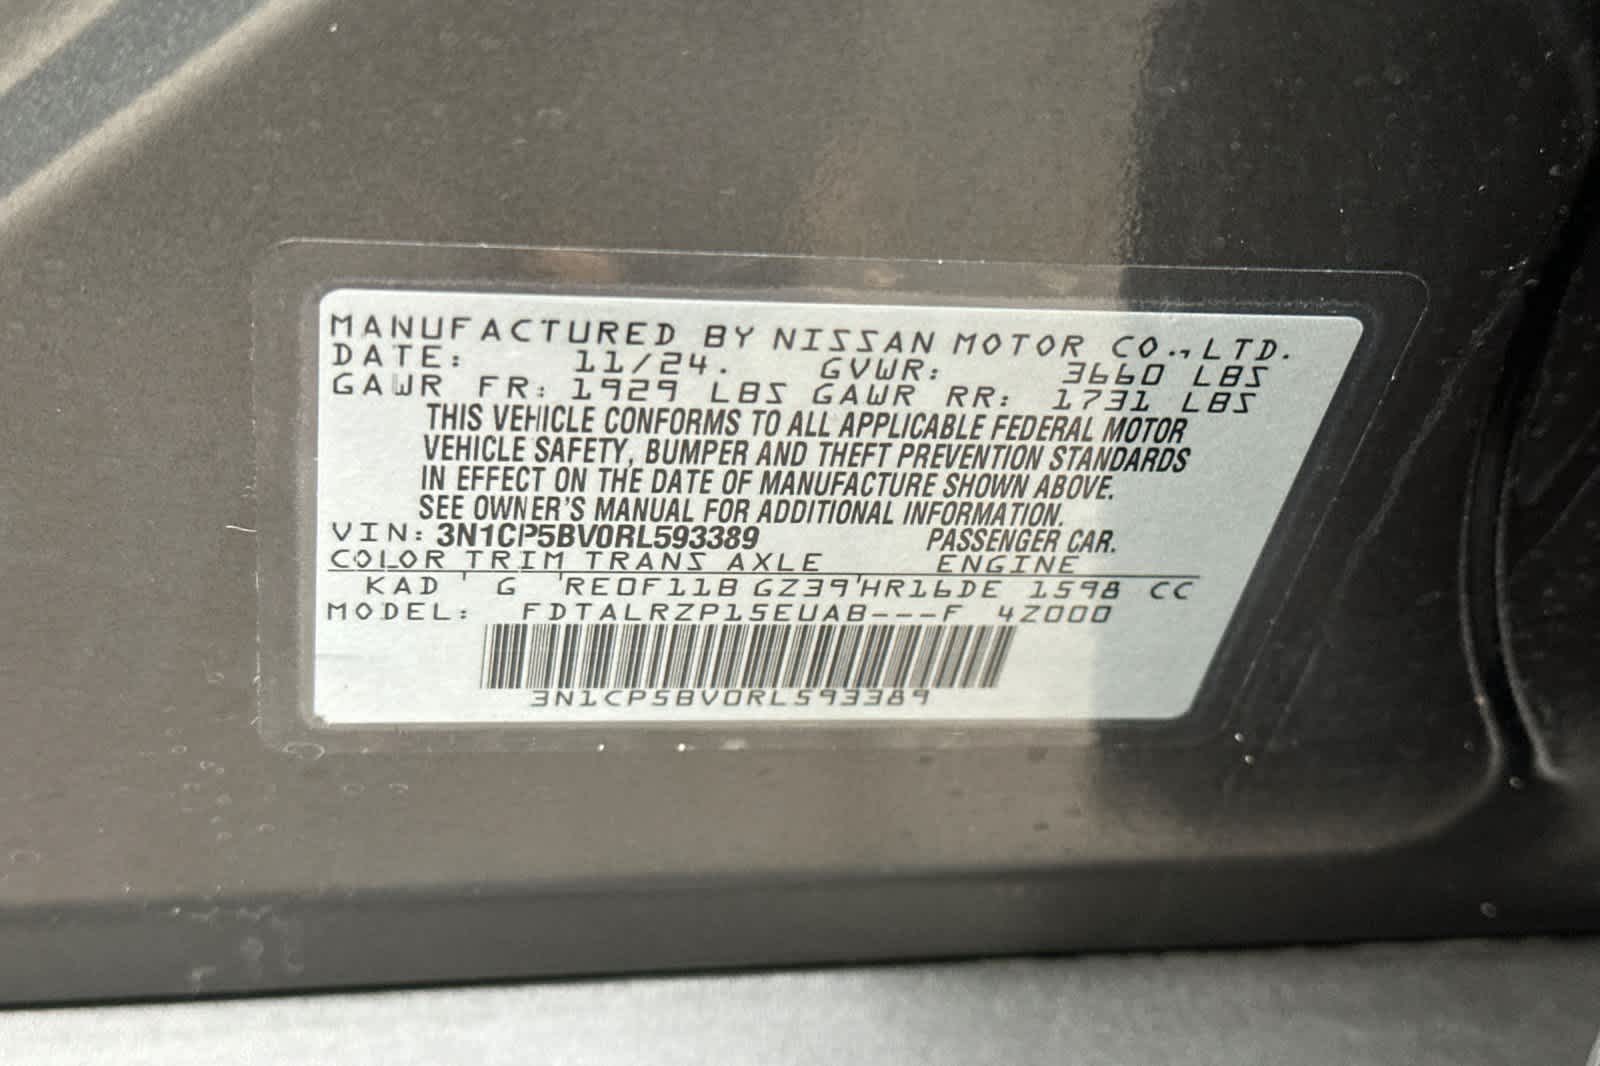 MANUFACTURED BY NISSAN MOTOR CO., LTD.
DATE: 11/24. GVWR: 3660 LBS
GAWR FR: 1929 LBS GAWR RR: 1731 LBS
THIS VEHICLE CONFORMS TO ALL APPLICABLE FEDERAL MOTOR
VEHICLE SAFETY, BUMPER AND THEFT PREVENTION STANDARDS
IN EFFECT ON THE DATE OF MANUFACTURE SHOWN ABOVE.
SEE OWNER'S MANUAL FOR ADDITIONAL INFORMATION.
VIN: 3N1CP5BV0RL593389 PASSENGER CAR.
COLOR TRIM TRANS AXLE ENGINE
KAD ' G 'RE0F11B GZ39'HR16DE 1598 CC
MODEL: FDTALRZP15EUAB---F 4Z000
3N1CP5BV0RL593389